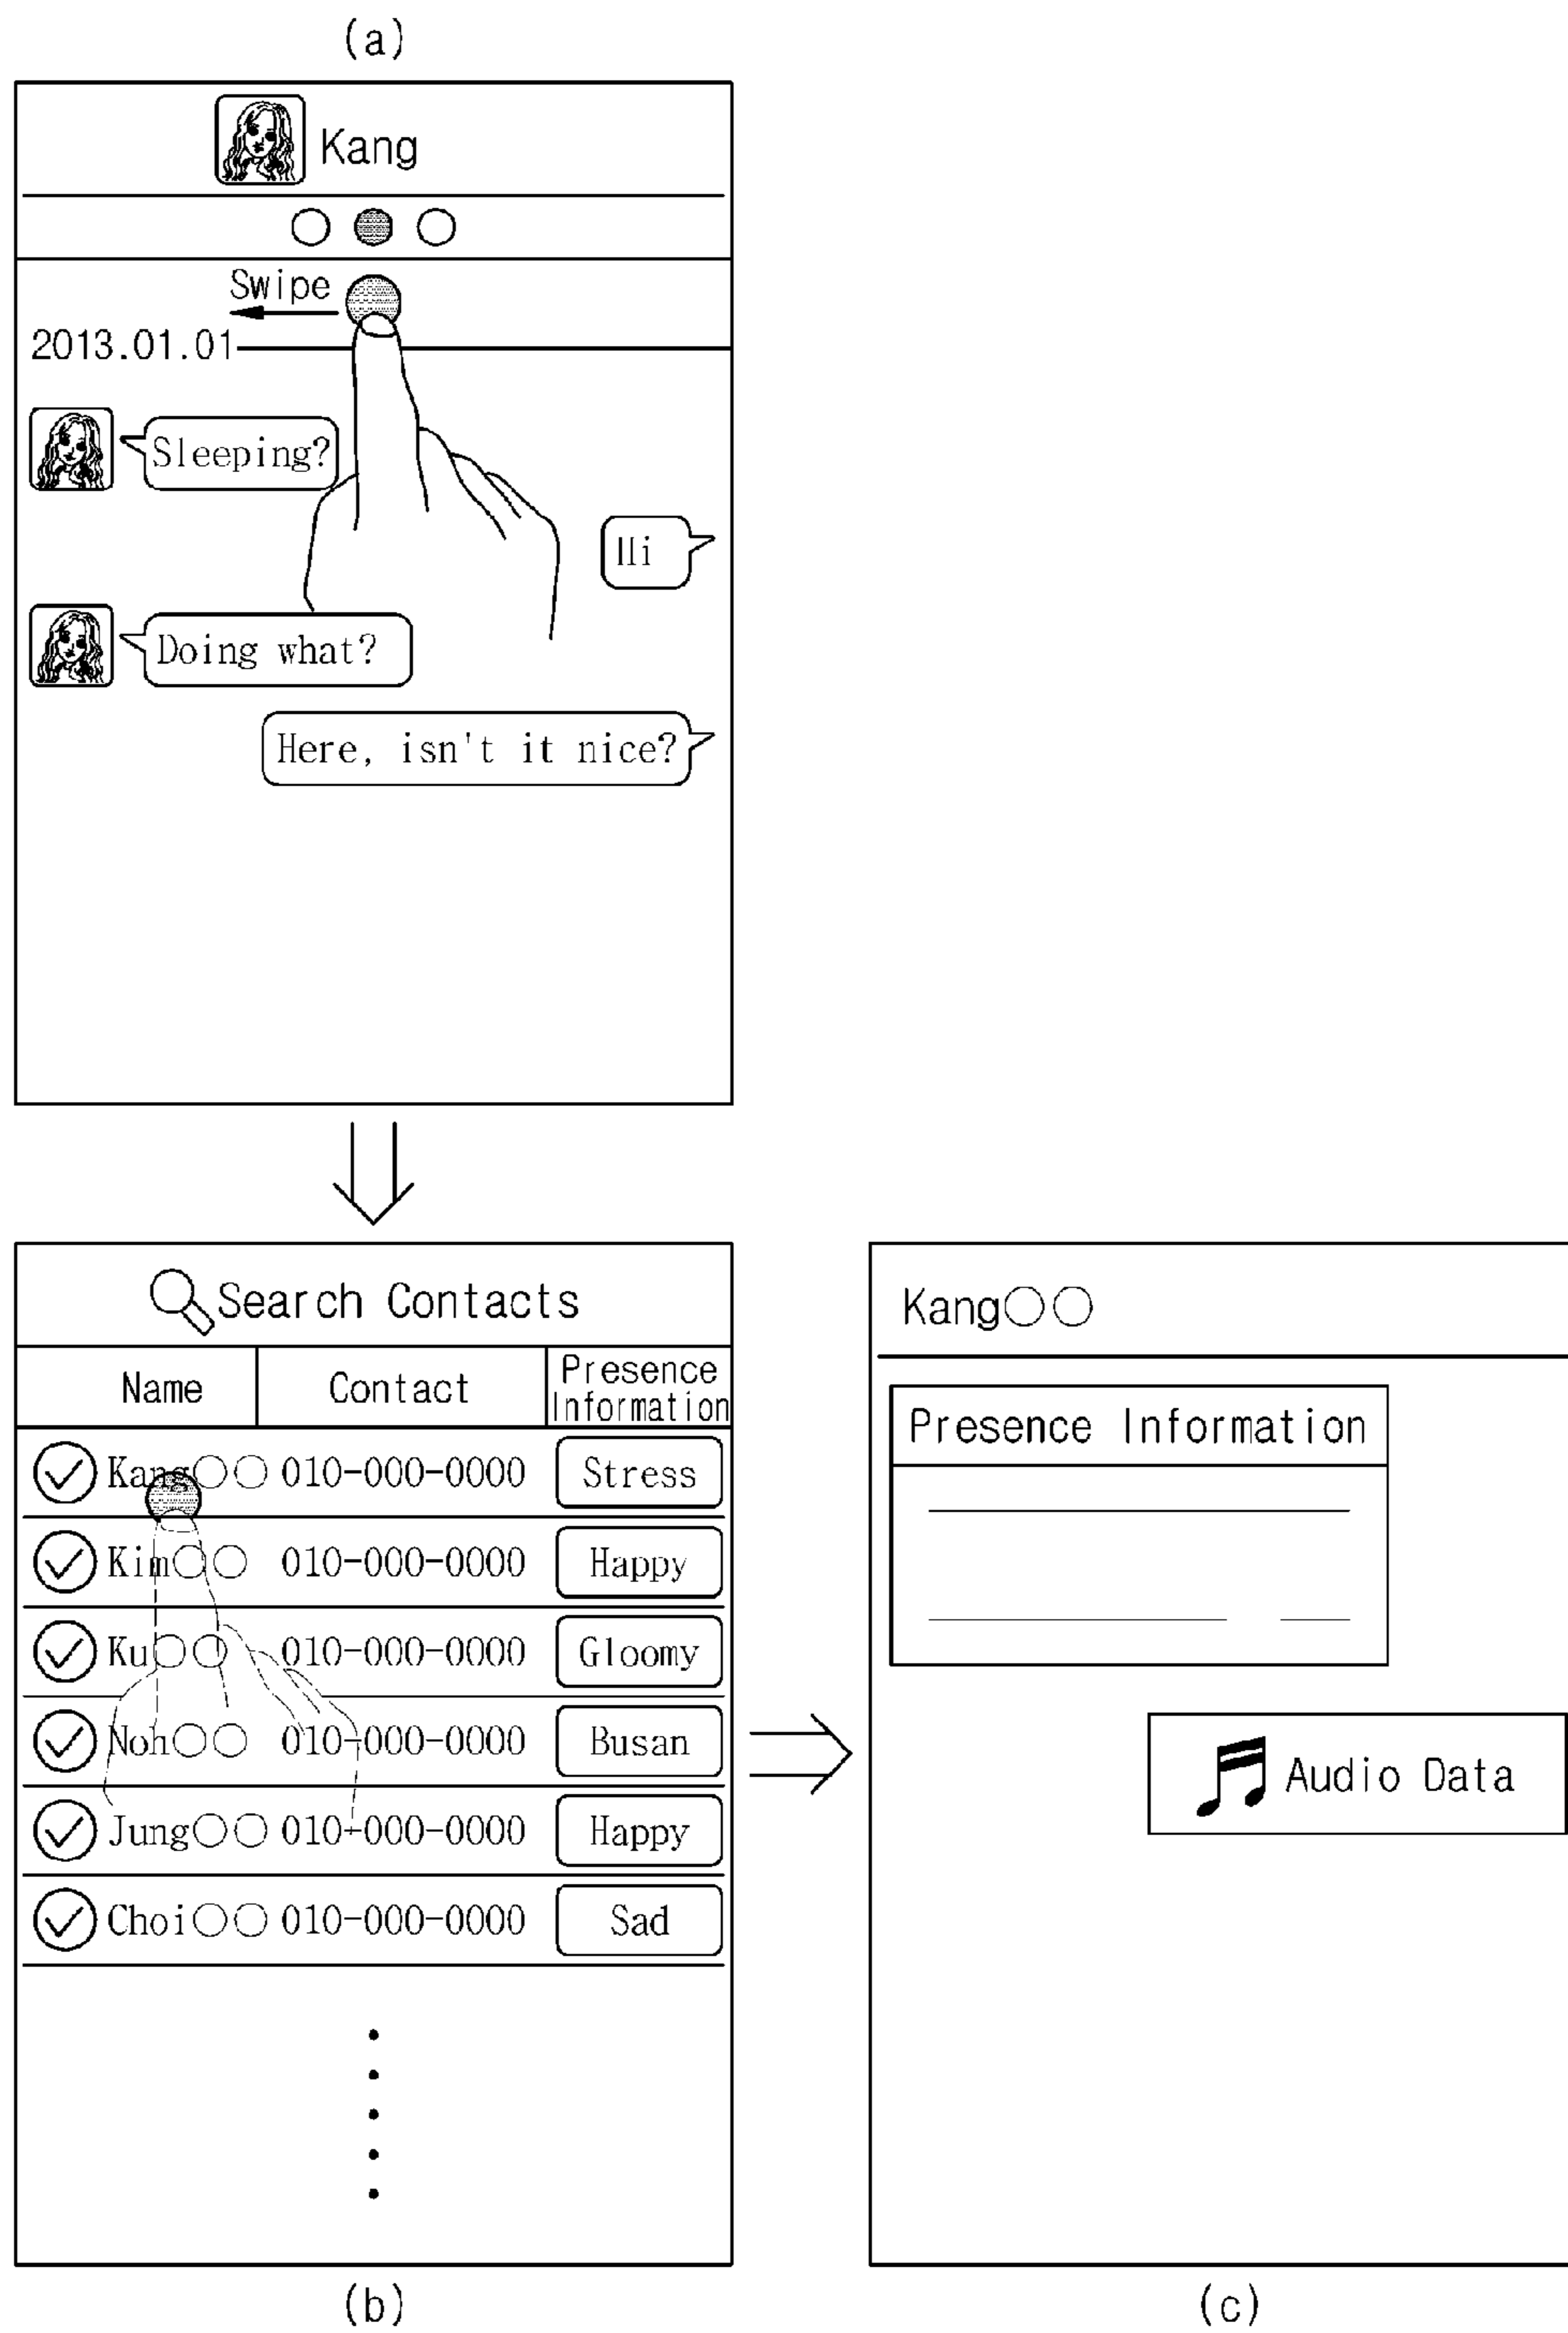 (a)
Kang
Swipe
2013.01.01
Sleeping?
Hi
Doing what?
Here, isn't it nice?
Search Contacts
Name Contact Presence Information
Kang○○ 010-000-0000 Stress
Kim○○ 010-000-0000 Happy
Ku○○ 010-000-0000 Gloomy
Noh○○ 010-000-0000 Busan
Jung○○ 010-000-0000 Happy
Choi○○ 010-000-0000 Sad
(b)
Kang○○
Presence Information
Audio Data
(c)